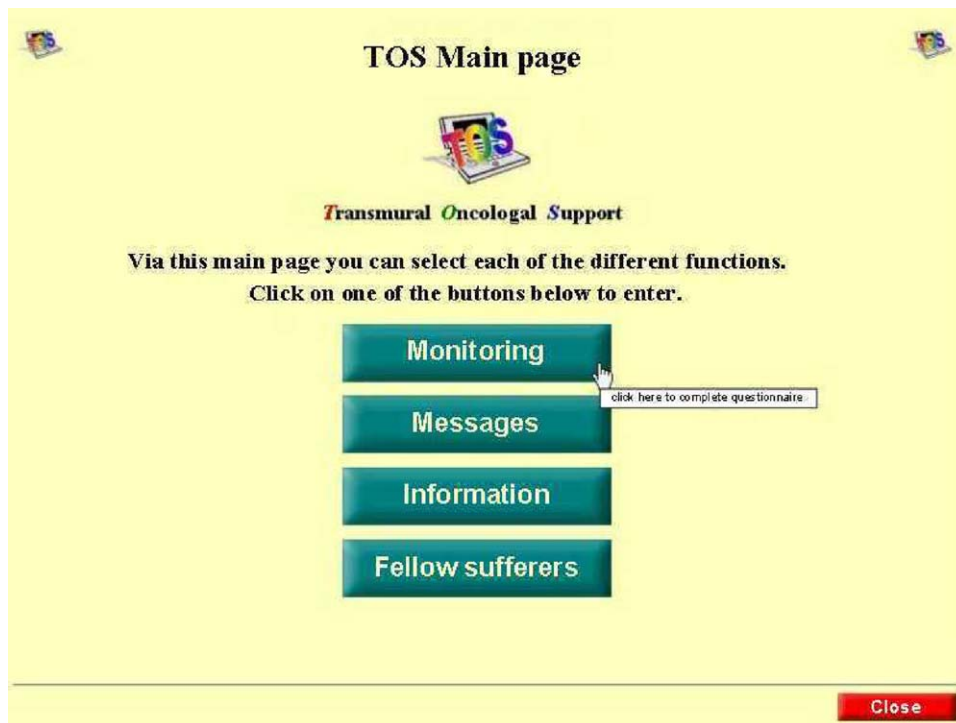 TOS
TOS
TOS Main page
TOS
Transmural Oncologal Support
Via this main page you can select each of the different functions.
Click on one of the buttons below to enter.
Monitoring
click here to complete questionnaire
Messages
Information
Fellow sufferers
Close